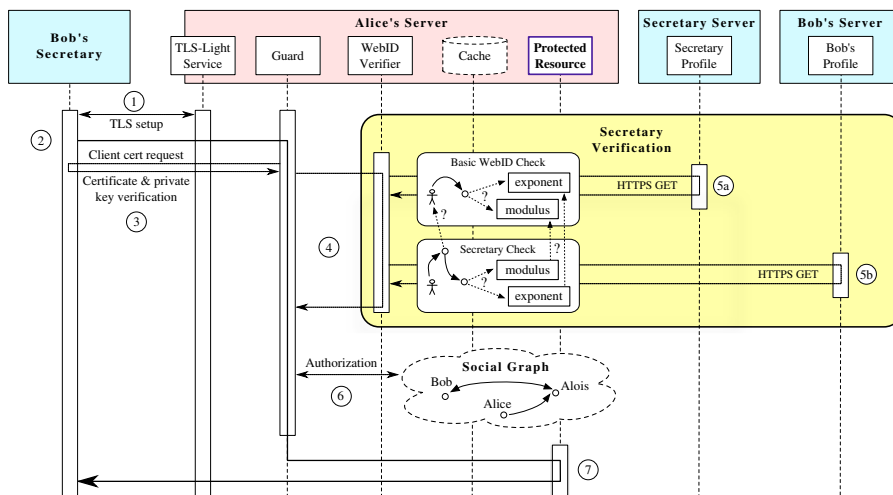 Bob's
Secretary
Alice's Server
Secretary Server
Bob's Server
TLS-Light
Service
Guard
WebID
Verifier
Cache
Protected
Resource
Secretary
Profile
Bob's
Profile
1
TLS setup
2
Secretary
Verification
Client cert request
Certificate & private
key verification
3
Basic WebID Check
exponent
?
?
modulus
HTTPS GET
5a
4
?
Secretary Check
?
modulus
?
exponent
HTTPS GET
5b
Authorization
6
Social Graph
Bob
Alois
Alice
7